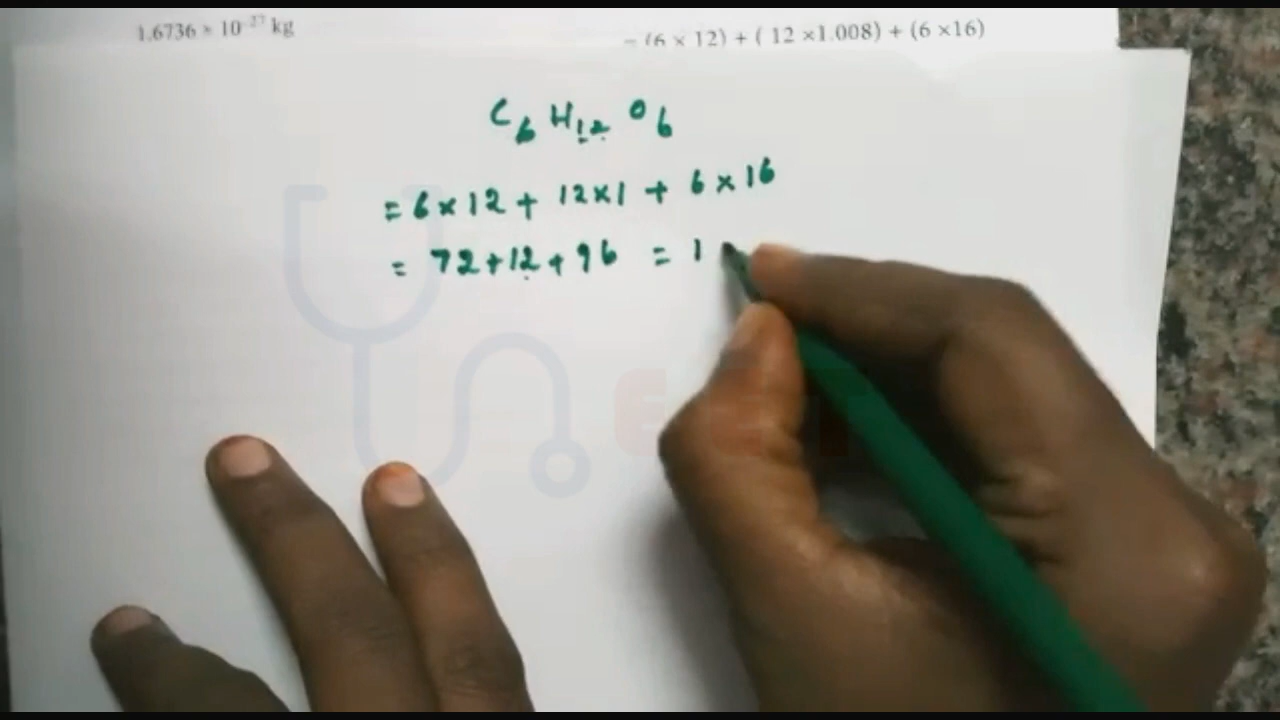 1.6736 × 10⁻²⁷ kg
= (6 × 12) + ( 12 ×1.008) + (6 ×16)
C₆ H₁₂ O₆
= 6 × 12 + 12 × 1 + 6 × 16
= 72 + 12 + 96 = 1
EET